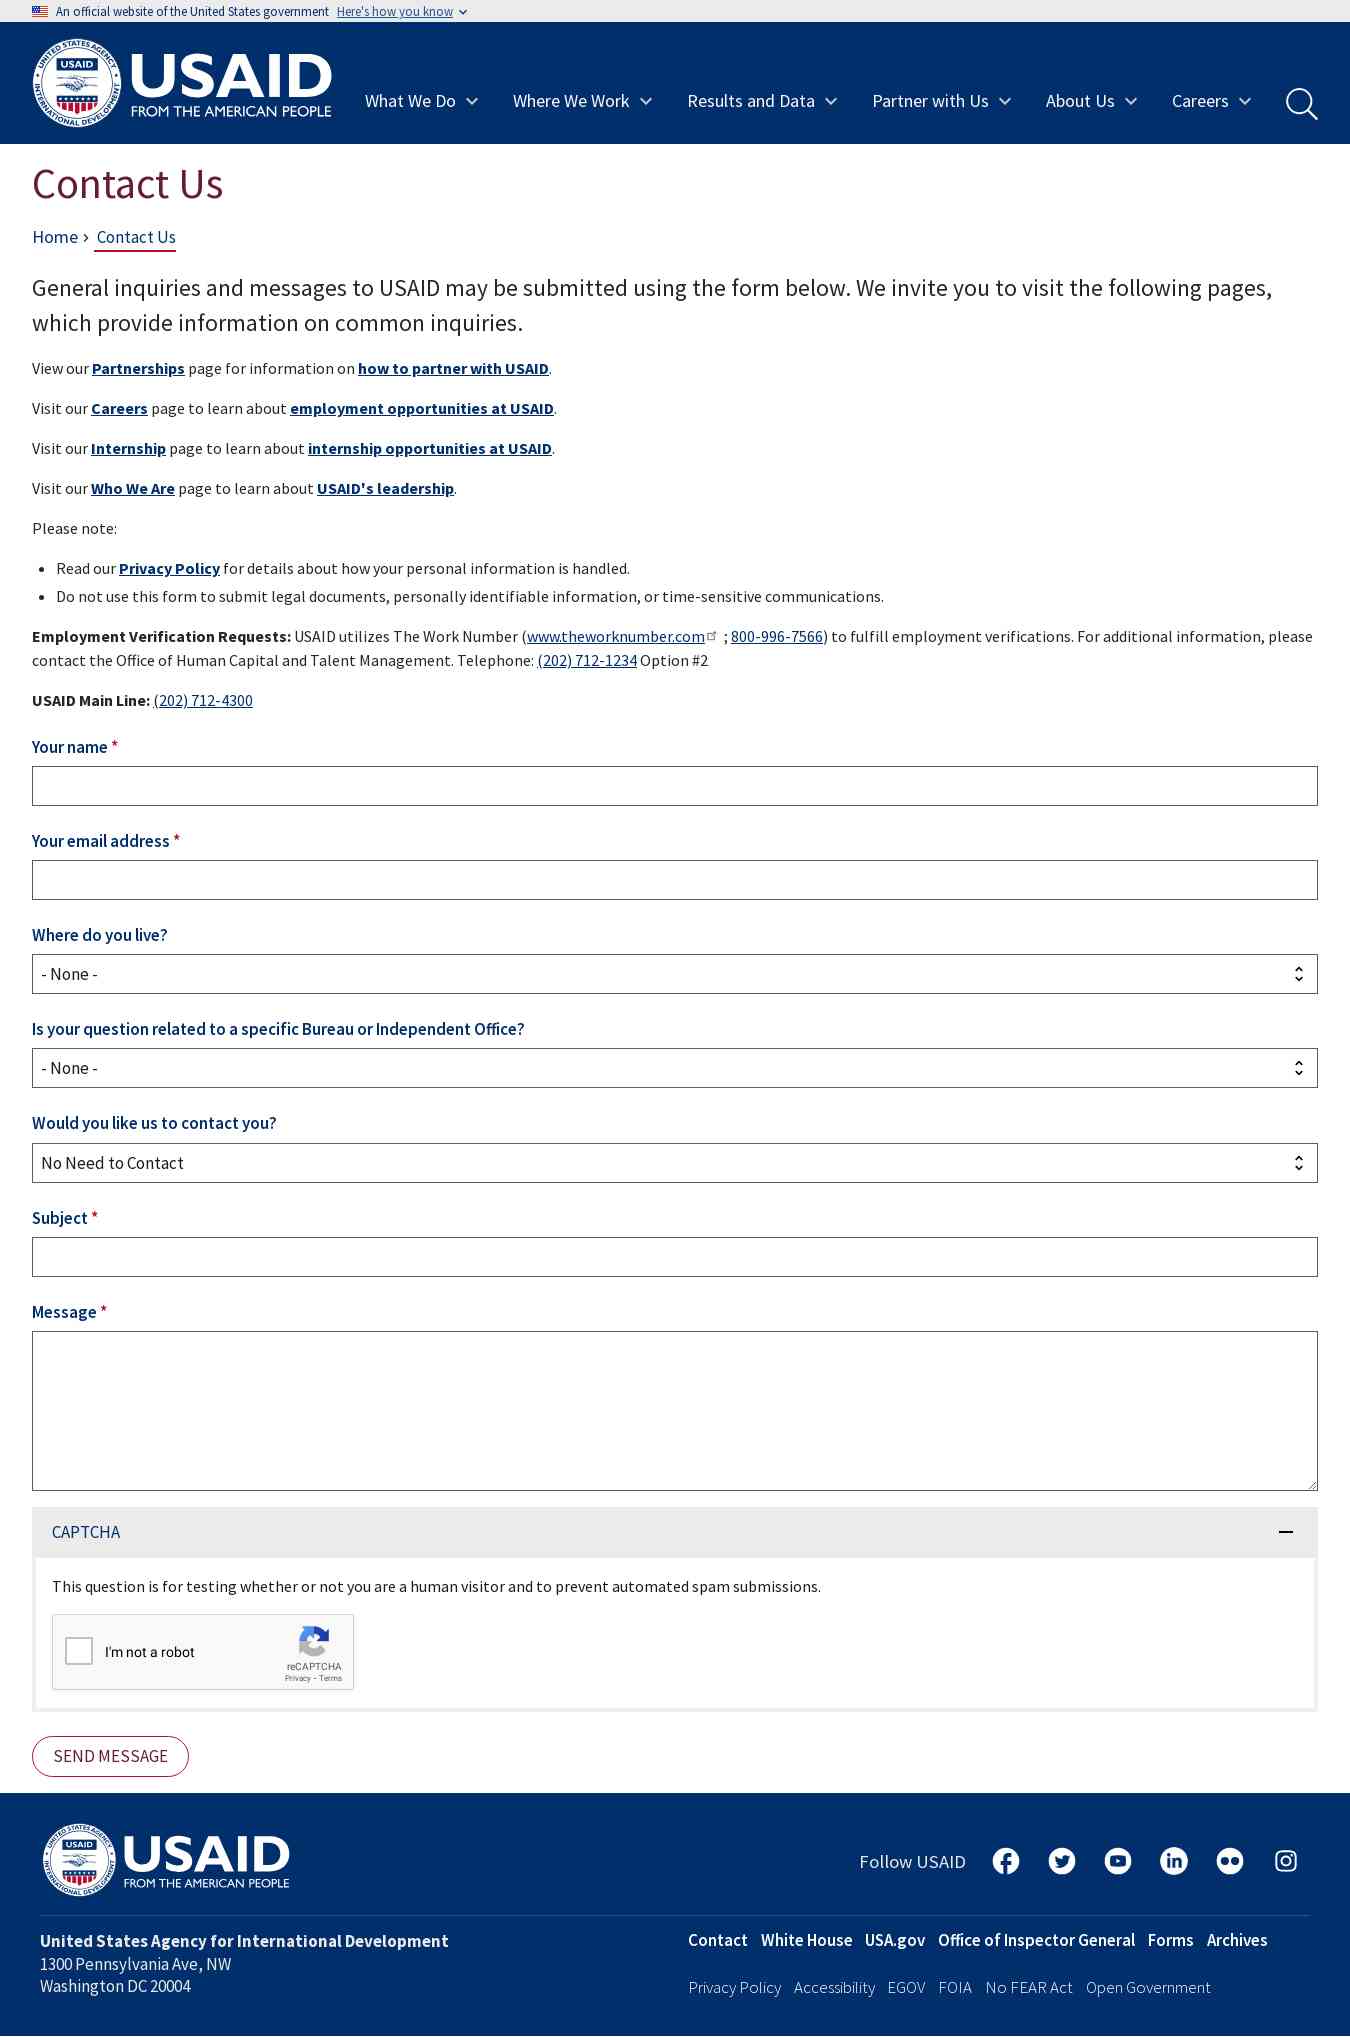 An official website of the United States government Here's how you know
UNITED STATES AGENCY
INTERNATIONAL DEVELOPMENT
USAID
USAID
FROM THE AMERICAN PEOPLE
What We Do Where We Work Results and Data Partner with Us About Us Careers
Contact Us
Home › Contact Us
General inquiries and messages to USAID may be submitted using the form below. We invite you to visit the following pages,
which provide information on common inquiries.
View our Partnerships page for information on how to partner with USAID.
Visit our Careers page to learn about employment opportunities at USAID.
Visit our Internship page to learn about internship opportunities at USAID.
Visit our Who We Are page to learn about USAID's leadership.
Please note:
• Read our Privacy Policy for details about how your personal information is handled.
• Do not use this form to submit legal documents, personally identifiable information, or time-sensitive communications.
Employment Verification Requests: USAID utilizes The Work Number (www.theworknumber.com ; 800-996-7566) to fulfill employment verifications. For additional information, please
contact the Office of Human Capital and Talent Management. Telephone: (202) 712-1234 Option #2
USAID Main Line: (202) 712-4300
Your name *
Your email address *
Where do you live?
- None -
Is your question related to a specific Bureau or Independent Office?
- None -
Would you like us to contact you?
No Need to Contact
Subject *
Message *
CAPTCHA
This question is for testing whether or not you are a human visitor and to prevent automated spam submissions.
I'm not a robot
reCAPTCHA
Privacy - Terms
SEND MESSAGE
UNITED STATES AGENCY
INTERNATIONAL DEVELOPMENT
USAID
USAID
FROM THE AMERICAN PEOPLE
Follow USAID
United States Agency for International Development
1300 Pennsylvania Ave, NW
Washington DC 20004
Contact White House USA.gov Office of Inspector General Forms Archives
Privacy Policy Accessibility EGOV FOIA No FEAR Act Open Government